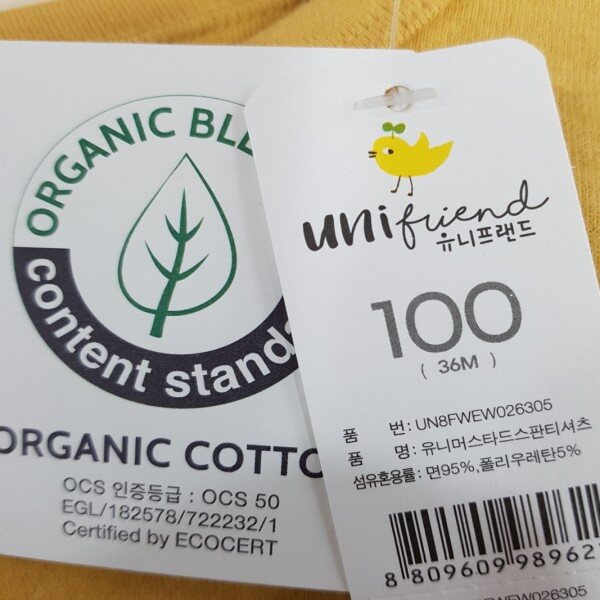 ORGANIC
content
ORGANIC
OCS 인증등급 : OCS 50
EGL/182578/722232/1
Certified by ECOCERT
unifriend
유니프랜드
100
( 36M )
품 번: UN8FWEW026305
품 명: 유니머스타드스판티셔츠
섬유혼용률: 면95%,폴리우레탄5%
8 809609 98962